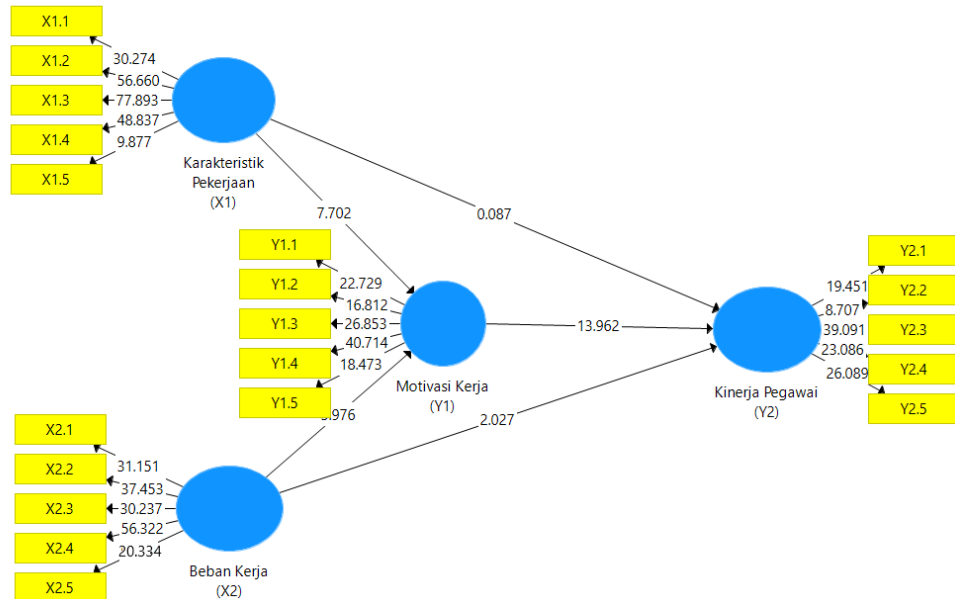 X1.1
X1.2
X1.3
X1.4
X1.5
30.274
56.660
77.893
48.837
9.877
Karakteristik
Pekerjaan
(X1)
7.702
0.087
Y1.1
Y1.2
Y1.3
Y1.4
Y1.5
22.729
16.812
26.853
40.714
18.473
Motivasi Kerja
(Y1)
13.962
2.027
Y2.1
Y2.2
Y2.3
Y2.4
Y2.5
19.451
8.707
39.091
23.086
26.089
Kinerja Pegawai
(Y2)
X2.1
X2.2
X2.3
X2.4
X2.5
31.151
37.453
30.237
56.322
20.334
Beban Kerja
(X2)